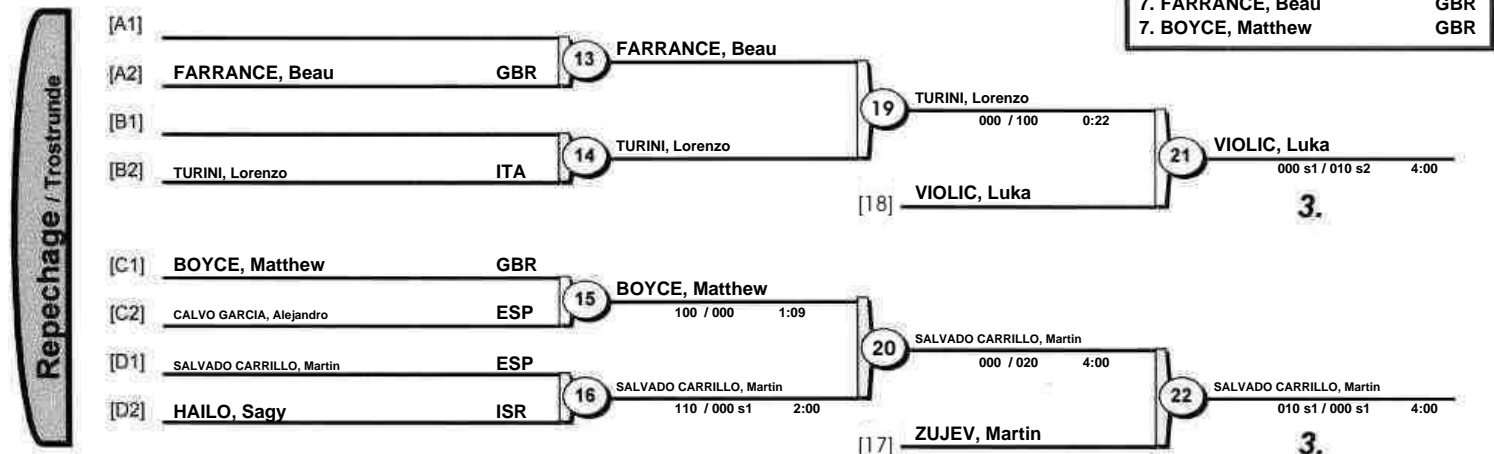 7. FARRANCE, Beau GBR
7. BOYCE, Matthew GBR
Repechage / Trostrunde
[A1]
[A2] FARRANCE, Beau GBR
13 FARRANCE, Beau
[B1]
[B2] TURINI, Lorenzo ITA
14 TURINI, Lorenzo
19 TURINI, Lorenzo
000 / 100 0:22
[18] VIOLIC, Luka
21 VIOLIC, Luka
000 s1 / 010 s2 4:00
3.
[C1] BOYCE, Matthew GBR
[C2] CALVO GARCIA, Alejandro ESP
15 BOYCE, Matthew
100 / 000 1:09
[D1] SALVADO CARRILLO, Martin ESP
[D2] HAILO, Sagy ISR
16 SALVADO CARRILLO, Martin
110 / 000 s1 2:00
20 SALVADO CARRILLO, Martin
000 / 020 4:00
[17] ZUJEV, Martin
22 SALVADO CARRILLO, Martin
010 s1 / 000 s1 4:00
3.